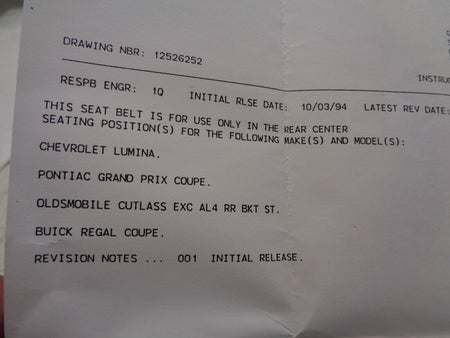 DRAWING NBR: 12526252
INSTRUC
RESPB ENGR: 1Q INITIAL RLSE DATE: 10/03/94 LATEST REV DATE:
THIS SEAT BELT IS FOR USE ONLY IN THE REAR CENTER
SEATING POSITION(S) FOR THE FOLLOWING MAKE(S) AND MODEL(S):
CHEVROLET LUMINA.
PONTIAC GRAND PRIX COUPE.
OLDSMOBILE CUTLASS EXC AL4 RR BKT ST.
BUICK REGAL COUPE.
REVISION NOTES ... 001 INITIAL RELEASE.